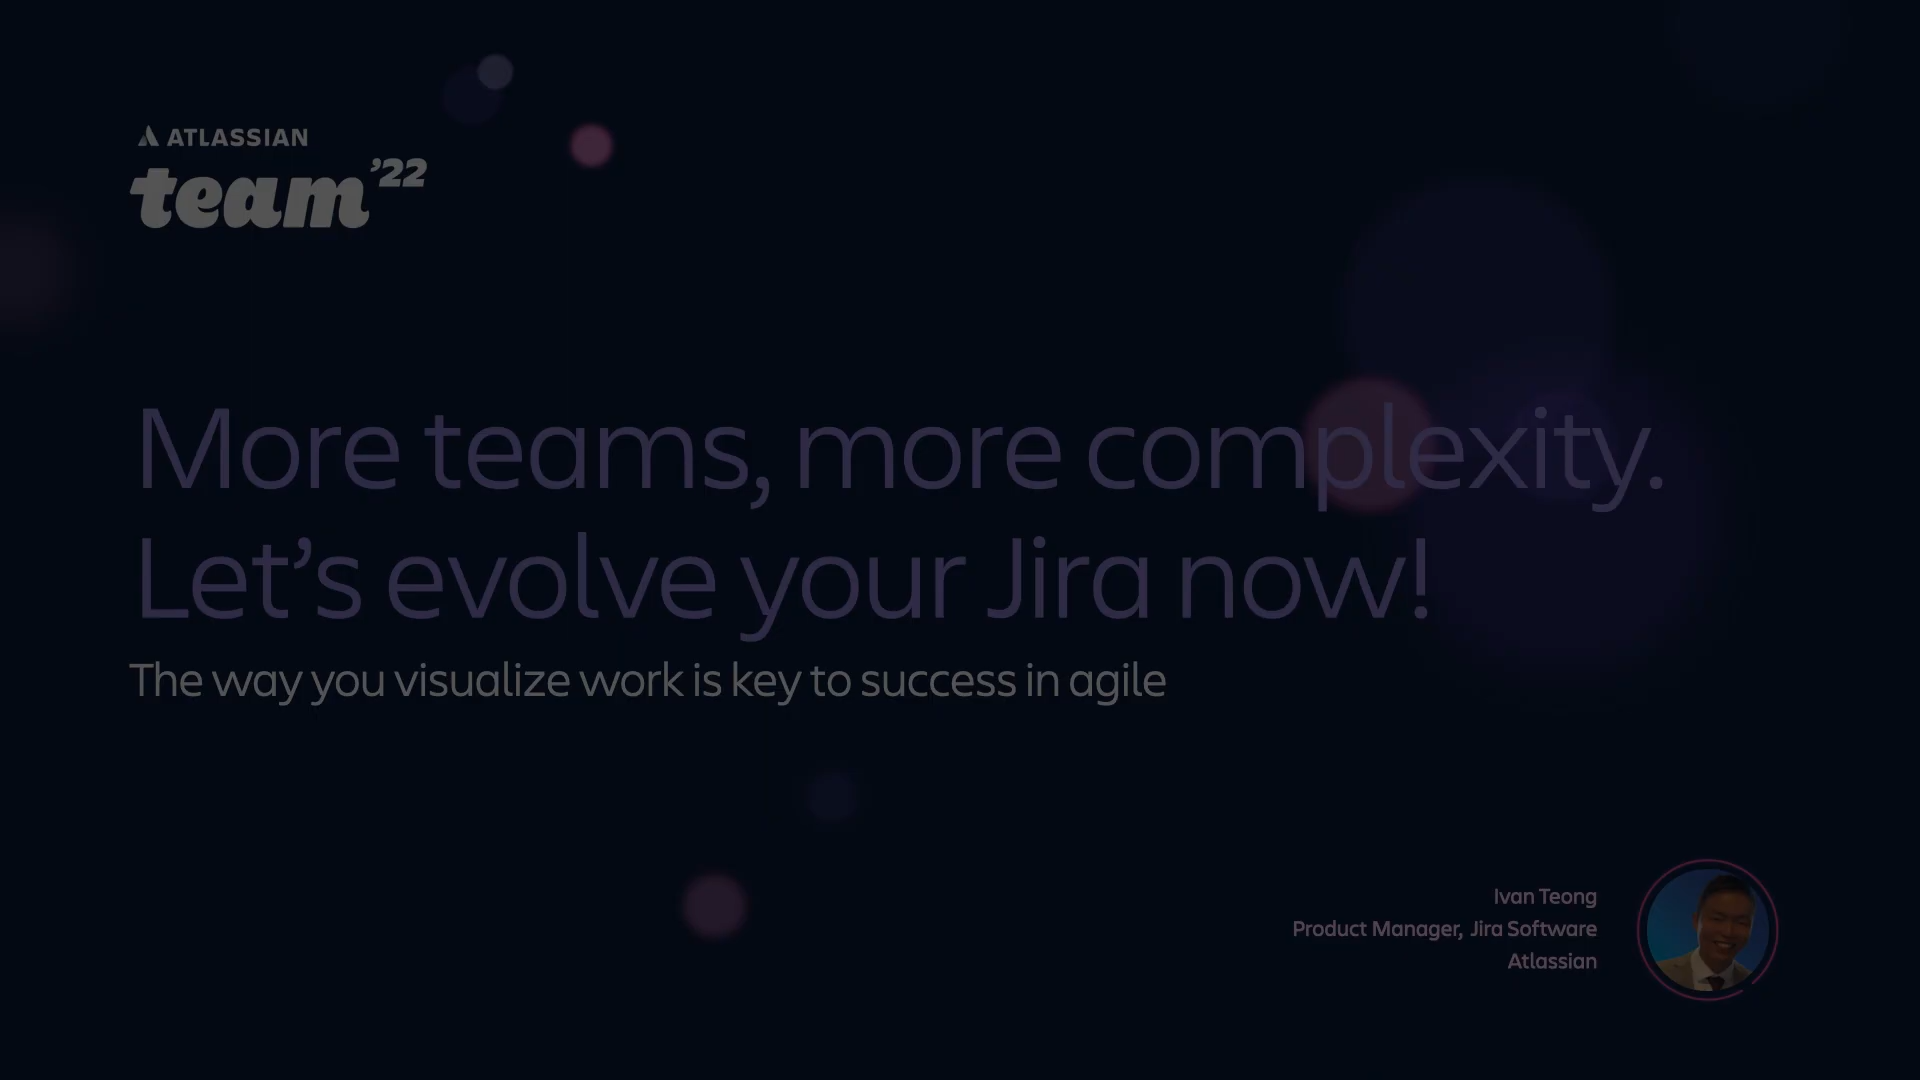 ATLASSIAN
team ’22
More teams, more complexity.
Let’s evolve your Jira now!
The way you visualize work is key to success in agile
Ivan Teong
Product Manager, Jira Software
Atlassian